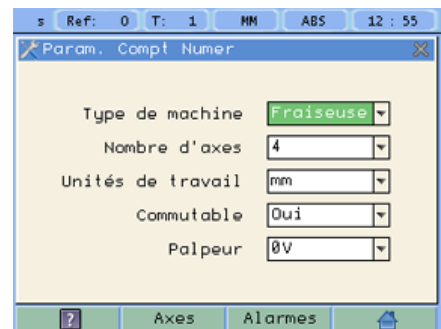 s Ref: 0 T: 1 MM ABS 12 : 55
Param. Compt Numer
Type de machine Fraiseuse
Nombre d'axes 4
Unités de travail mm
Commutable Oui
Palpeur 0V
? Axes Alarmes